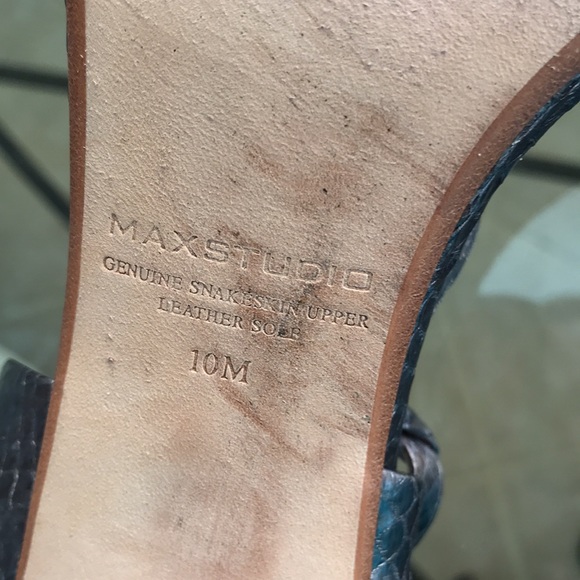 MAXSTUDIO
GENUINE SNAKESKIN UPPER
LEATHER SOLE
10M